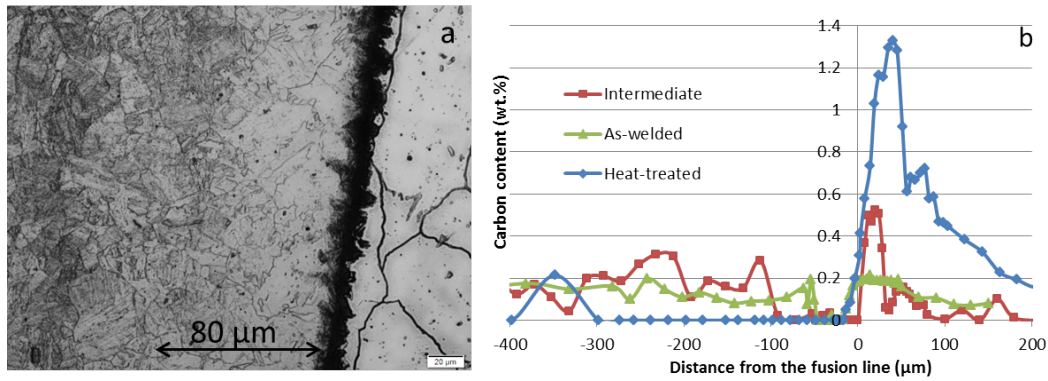 a
80 µm
20 µm
b
Carbon content (wt.%)
1.4
1.2
1
0.8
0.6
0.4
0.2
0
Intermediate
As-welded
Heat-treated
-400 -300 -200 -100 0 100 200
Distance from the fusion line (µm)